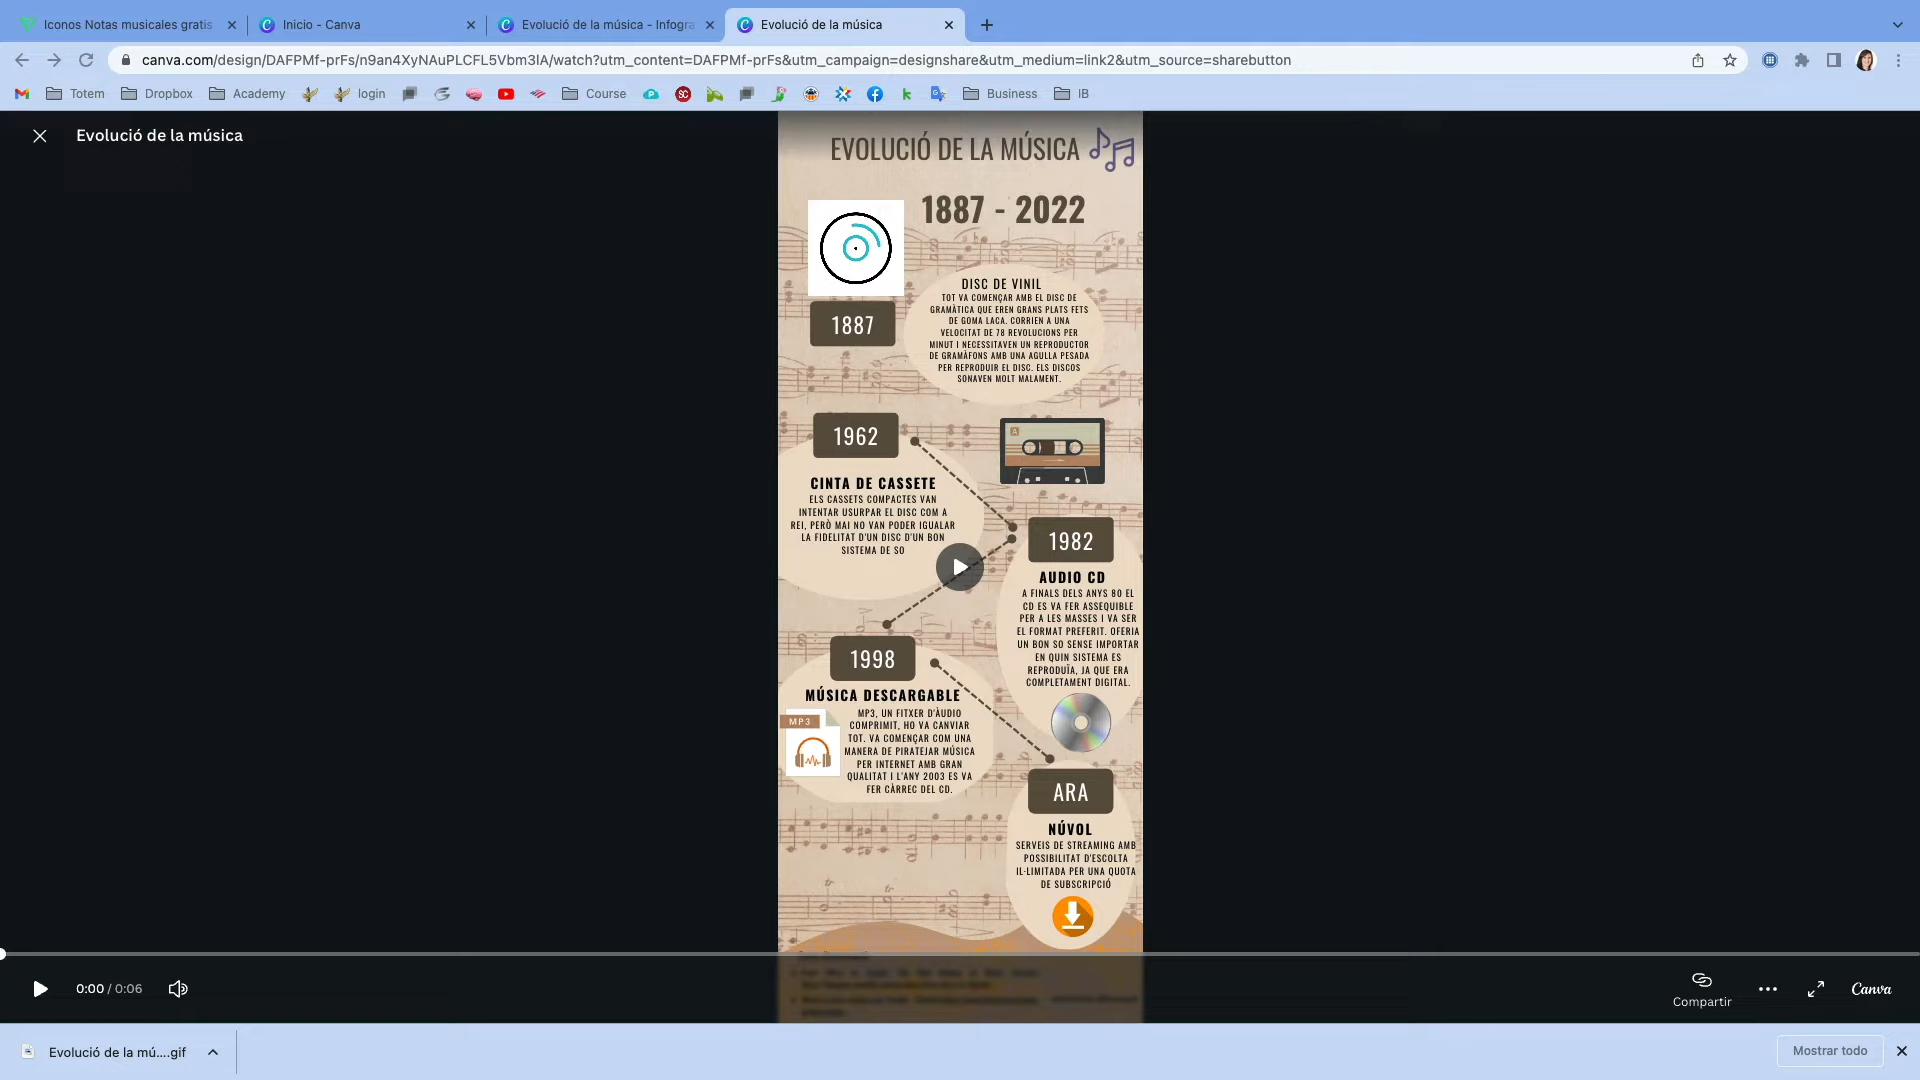 Iconos Notas musicales gratis
Inicio - Canva
Evolució de la música - Infogra
Evolució de la música
canva.com/design/DAFPMf-prFs/n9an4XyNAuPLCFL5Vbm3lA/watch?utm_content=DAFPMf-prFs&utm_campaign=designshare&utm_medium=link2&utm_source=sharebutton
Totem
Dropbox
Academy
login
Course
Business
IB
Evolució de la música
EVOLUCIÓ DE LA MÚSICA
1887 - 2022
1887
DISC DE VINIL
TOT VA COMENÇAR AMB EL DISC DE
GRAMÀTICA QUE EREN GRANS PLATS FETS
DE GOMA LACA. CORRIEN A UNA
VELOCITAT DE 78 REVOLUCIONS PER
MINUT I NECESSITAVEN UN REPRODUCTOR
DE GRAMÀFONS AMB UNA AGULLA PESADA
PER REPRODUIR EL DISC. ELS DISCOS
SONAVEN MOLT MALAMENT.
1962
A
CINTA DE CASSETE
ELS CASSETS COMPACTES VAN
INTENTAR USURPAR EL DISC COM A
REI, PERÒ MAI NO VAN PODER IGUALAR
LA FIDELITAT D'UN DISC D'UN BON
SISTEMA DE SO
1982
AUDIO CD
A FINALS DELS ANYS 80 EL
CD ES VA FER ASSEQUIBLE
PER A LES MASSES I VA SER
EL FORMAT PREFERIT. OFERIA
UN BON SO SENSE IMPORTAR
EN QUIN SISTEMA ES
REPRODUÏA, JA QUE ERA
COMPLETAMENT DIGITAL.
1998
MÚSICA DESCARGABLE
MP3
MP3, UN FITXER D'ÀUDIO
COMPRIMIT, HO VA CANVIAR
TOT. VA COMENÇAR COM UNA
MANERA DE PIRATEJAR MÚSICA
PER INTERNET AMB GRAN
QUALITAT I L'ANY 2003 ES VA
FER CÀRREC DEL CD.
ARA
NÚVOL
SERVEIS DE STREAMING AMB
POSSIBILITAT D'ESCOLTA
IL·LIMITADA PER UNA QUOTA
DE SUBSCRIPCIÓ
0:00 / 0:06
Compartir
Canva
Evolució de la mú....gif
Mostrar todo